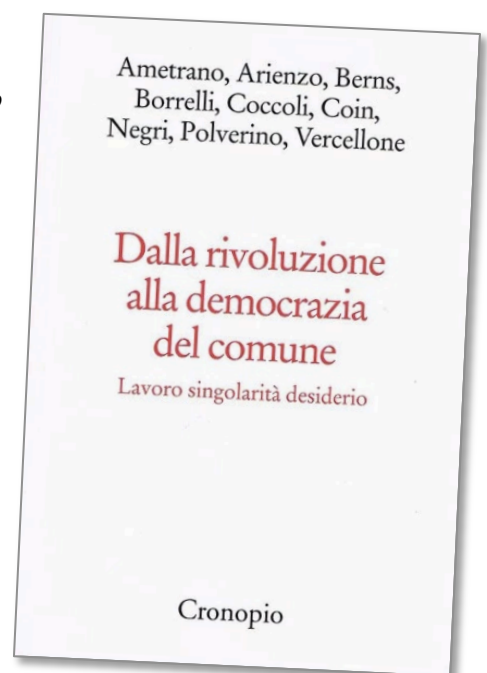 Ametrano, Arienzo, Berns,
Borrelli, Coccoli, Coin,
Negri, Polverino, Vercellone
Dalla rivoluzione
alla democrazia
del comune
Lavoro singolarità desiderio
Cronopio